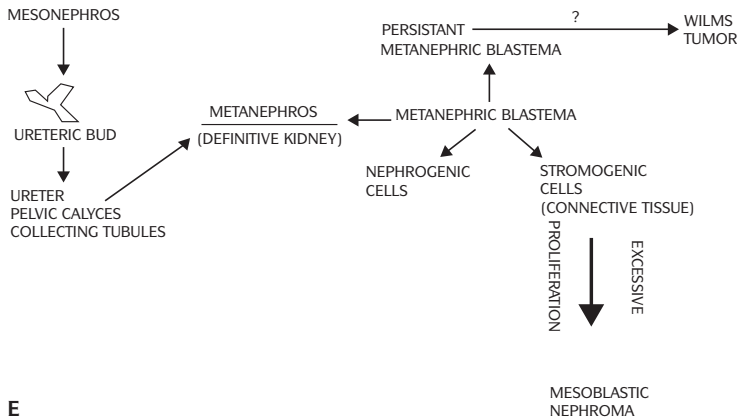 MESONEPHROS
URETERIC BUD
URETER
PELVIC CALYCES
COLLECTING TUBULES
METANEPHROS
(DEFINITIVE KIDNEY)
PERSISTANT
METANEPHRIC BLASTEMA
?
WILMS
TUMOR
METANEPHRIC BLASTEMA
NEPHROGENIC
CELLS
STROMOGENIC
CELLS
(CONNECTIVE TISSUE)
PROLIFERATION
EXCESSIVE
MESOBLASTIC
NEPHROMA
E